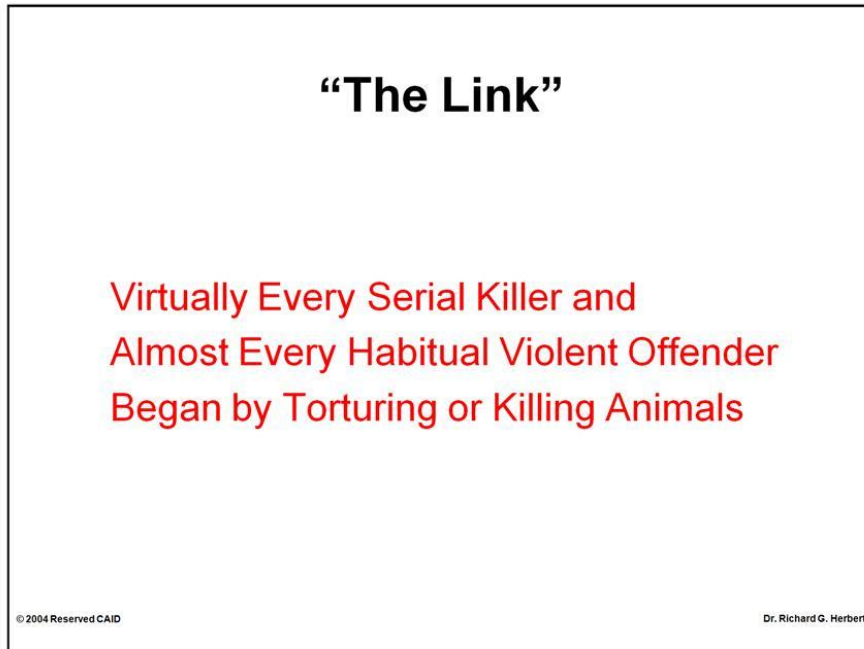 “The Link”
Virtually Every Serial Killer and
Almost Every Habitual Violent Offender
Began by Torturing or Killing Animals
© 2004 Reserved CAID
Dr. Richard G. Herbert